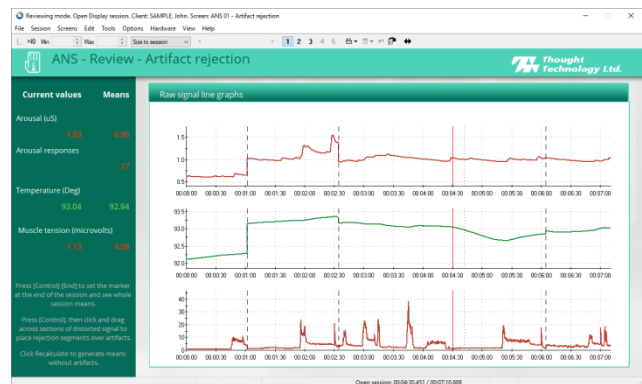 Reviewing mode. Open Display session. Client: SAMPLE, John. Screen: ANS 01 - Artifact rejection
File Session Screens Edit Tools Options Hardware View Help
×10 Min Max Size to session 1 2 3 4 5
ANS - Review - Artifact rejection
Thought
Technology Ltd.
Current values Means
Raw signal line graphs
Arousal (uS)
1.03 0.96
Arousal responses
17
Temperature (Deg)
93.04 92.94
Muscle tension (microvolts)
1.13 4.08
Press [Control]-[End] to set the marker
at the end of the session and see whole
session means.
Press [Control], then click and drag
across sections of distorted signal to
place rejection segments over artifacts.
Click Recalculate to generate means
without artifacts.
1.5
1.0
0.5
00:00:00 00:00:30 00:01:00 00:01:30 00:02:00 00:02:30 00:03:00 00:03:30 00:04:00 00:04:30 00:05:00 00:05:30 00:06:00 00:06:30 00:07:00
93.5
93.0
92.5
92.0
00:00:00 00:00:30 00:01:00 00:01:30 00:02:00 00:02:30 00:03:00 00:03:30 00:04:00 00:04:30 00:05:00 00:05:30 00:06:00 00:06:30 00:07:00
40
30
20
10
0
00:00:00 00:00:30 00:01:00 00:01:30 00:02:00 00:02:30 00:03:00 00:03:30 00:04:00 00:04:30 00:05:00 00:05:30 00:06:00 00:06:30 00:07:00
Open session: 00:04:30.451 / 00:07:10.688